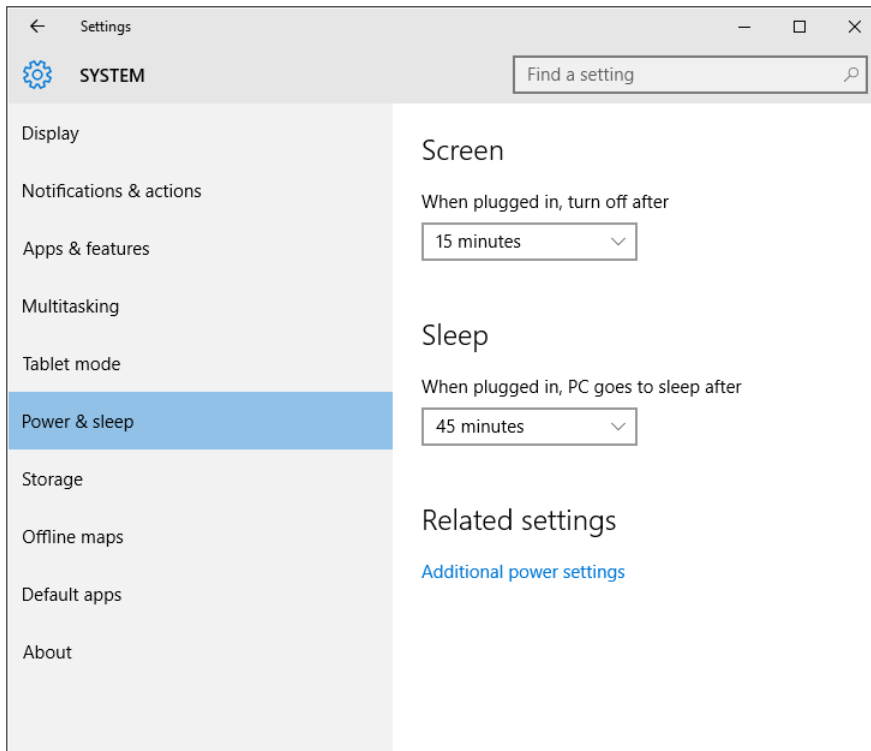 Settings
SYSTEM
Find a setting
Display
Notifications & actions
Apps & features
Multitasking
Tablet mode
Power & sleep
Storage
Offline maps
Default apps
About
Screen
When plugged in, turn off after
15 minutes
Sleep
When plugged in, PC goes to sleep after
45 minutes
Related settings
Additional power settings